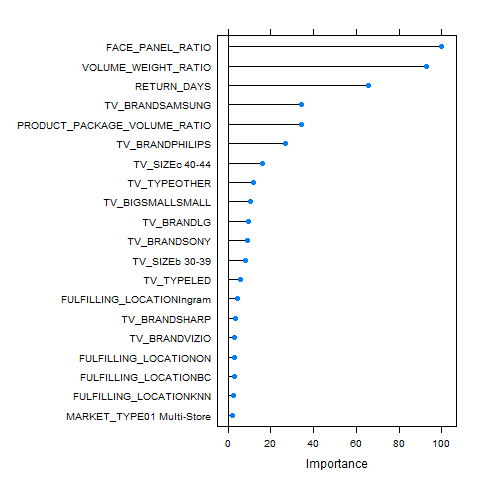 FACE_PANEL_RATIO
VOLUME_WEIGHT_RATIO
RETURN_DAYS
TV_BRANDSAMSUNG
PRODUCT_PACKAGE_VOLUME_RATIO
TV_BRANDPHILIPS
TV_SIZEc 40-44
TV_TYPEOTHER
TV_BIGSMALLSMALL
TV_BRANDLG
TV_BRANDSONY
TV_SIZEb 30-39
TV_TYPELED
FULFILLING_LOCATIONIngram
TV_BRANDSHARP
TV_BRANDVIZIO
FULFILLING_LOCATIONON
FULFILLING_LOCATIONBC
FULFILLING_LOCATIONKNN
MARKET_TYPE01 Multi-Store
0 20 40 60 80 100
Importance